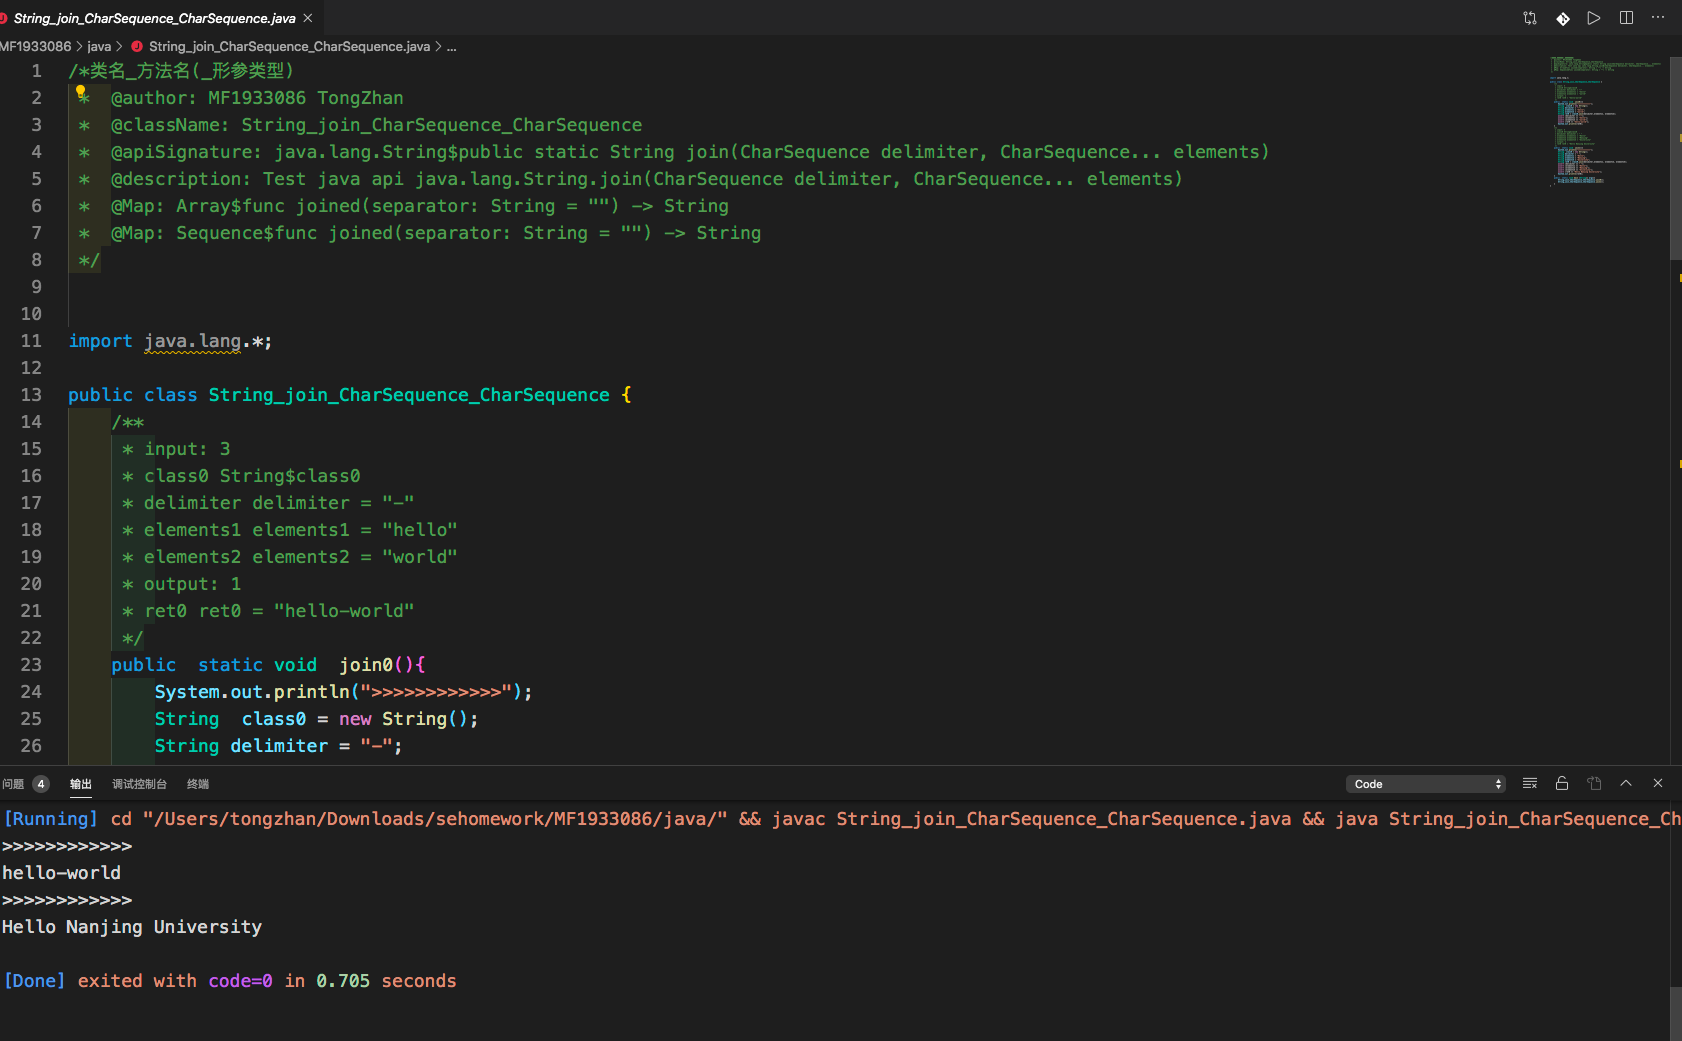 String_join_CharSequence_CharSequence.java
MF1933086 > java > String_join_CharSequence_CharSequence.java > ...
1 /*类名_方法名(_形参类型)
2 * @author: MF1933086 TongZhan
3 * @className: String_join_CharSequence_CharSequence
4 * @apiSignature: java.lang.String$public static String join(CharSequence delimiter, CharSequence... elements)
5 * @description: Test java api java.lang.String.join(CharSequence delimiter, CharSequence... elements)
6 * @Map: Array$func joined(separator: String = "") -> String
7 * @Map: Sequence$func joined(separator: String = "") -> String
8 */
9
10
11 import java.lang.*;
12
13 public class String_join_CharSequence_CharSequence {
14 /**
15 * input: 3
16 * class0 String$class0
17 * delimiter delimiter = "-"
18 * elements1 elements1 = "hello"
19 * elements2 elements2 = "world"
20 * output: 1
21 * ret0 ret0 = "hello-world"
22 */
23 public  static void  join0(){
24 System.out.println(">>>>>>>>>>>>");
25 String  class0 = new String();
26 String delimiter = "-";
问题 4 输出 调试控制台 终端 Code
[Running] cd "/Users/tongzhan/Downloads/sehomework/MF1933086/java/" && javac String_join_CharSequence_CharSequence.java && java String_join_CharSequence_Ch
>>>>>>>>>>>>
hello-world
>>>>>>>>>>>>
Hello Nanjing University
[Done] exited with code=0 in 0.705 seconds